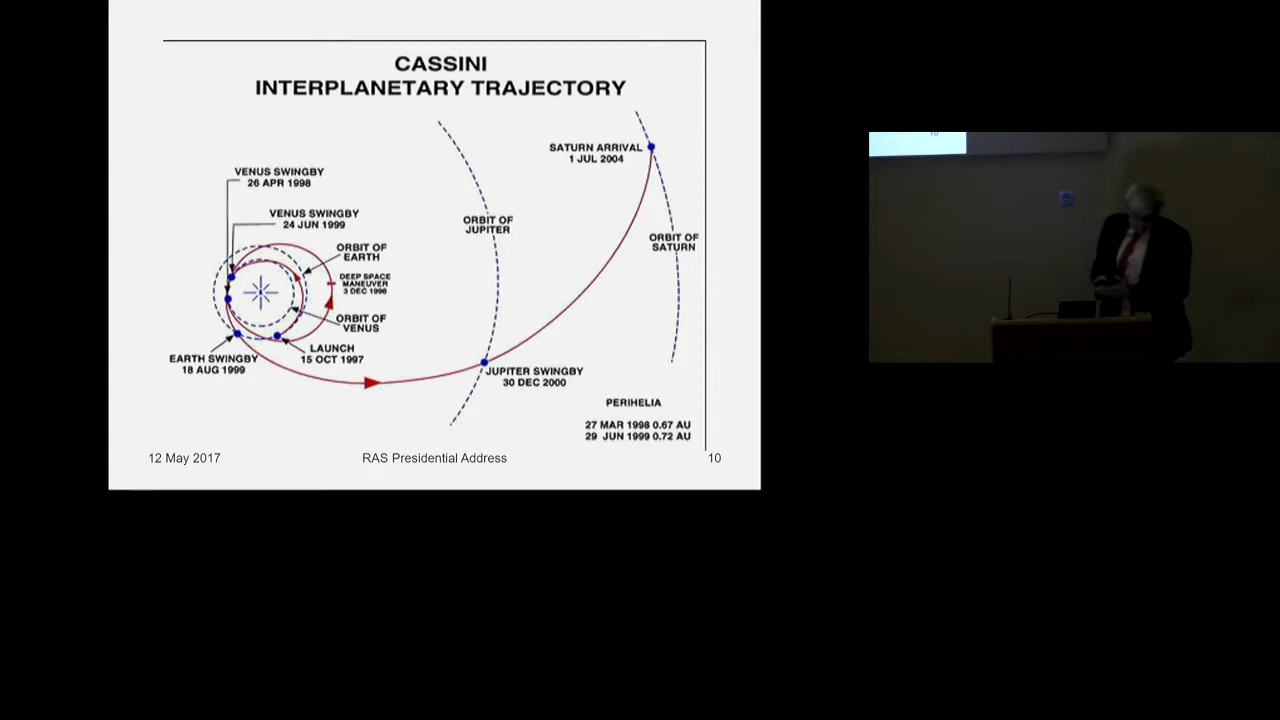 CASSINI
INTERPLANETARY TRAJECTORY
VENUS SWINGBY
26 APR 1998
VENUS SWINGBY
24 JUN 1999
ORBIT OF
EARTH
DEEP SPACE
MANEUVER
3 DEC 1998
ORBIT OF
VENUS
LAUNCH
15 OCT 1997
EARTH SWINGBY
18 AUG 1999
ORBIT OF
JUPITER
SATURN ARRIVAL
1 JUL 2004
ORBIT OF
SATURN
JUPITER SWINGBY
30 DEC 2000
PERIHELIA
27 MAR 1998 0.67 AU
29 JUN 1999 0.72 AU
12 May 2017
RAS Presidential Address
10
10